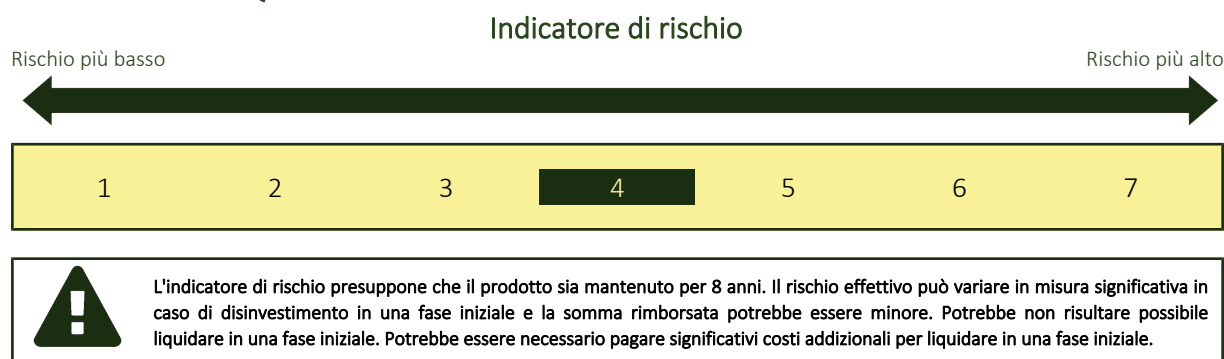 Indicatore di rischio
Rischio più basso
Rischio più alto
1 2 3 4 5 6 7
L'indicatore di rischio presuppone che il prodotto sia mantenuto per 8 anni. Il rischio effettivo può variare in misura significativa in
caso di disinvestimento in una fase iniziale e la somma rimborsata potrebbe essere minore. Potrebbe non risultare possibile
liquidare in una fase iniziale. Potrebbe essere necessario pagare significativi costi addizionali per liquidare in una fase iniziale.